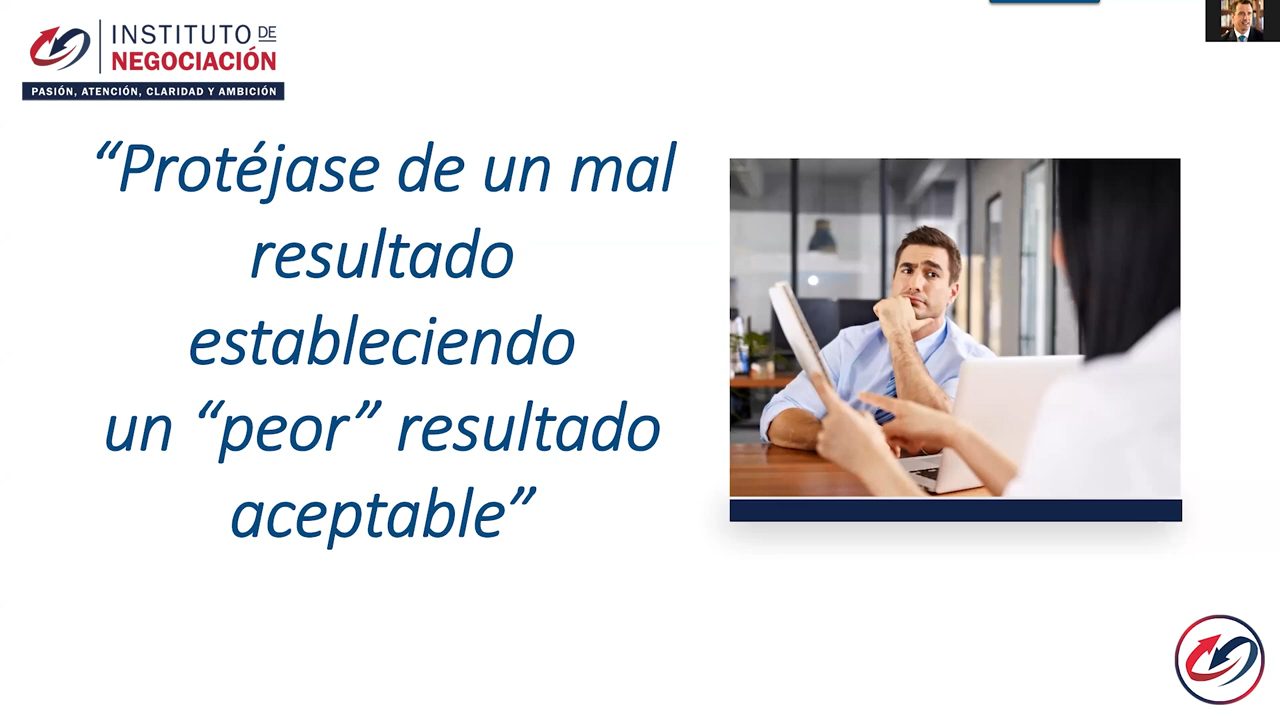 INSTITUTO DE
NEGOCIACIÓN
PASIÓN, ATENCIÓN, CLARIDAD Y AMBICIÓN
“Protéjase de un mal
resultado
estableciendo
un “peor” resultado
aceptable”